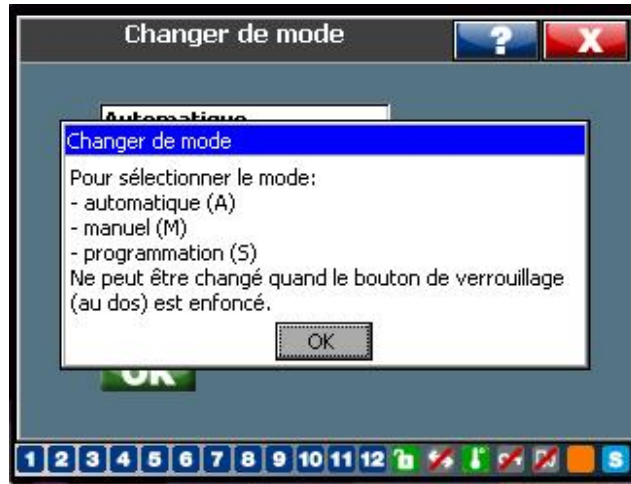 Changer de mode
?
X
Automatique
Changer de mode
Pour sélectionner le mode:
- automatique (A)
- manuel (M)
- programmation (S)
Ne peut être changé quand le bouton de verrouillage
(au dos) est enfoncé.
OK
OK
1 2 3 4 5 6 7 8 9 10 11 12 S